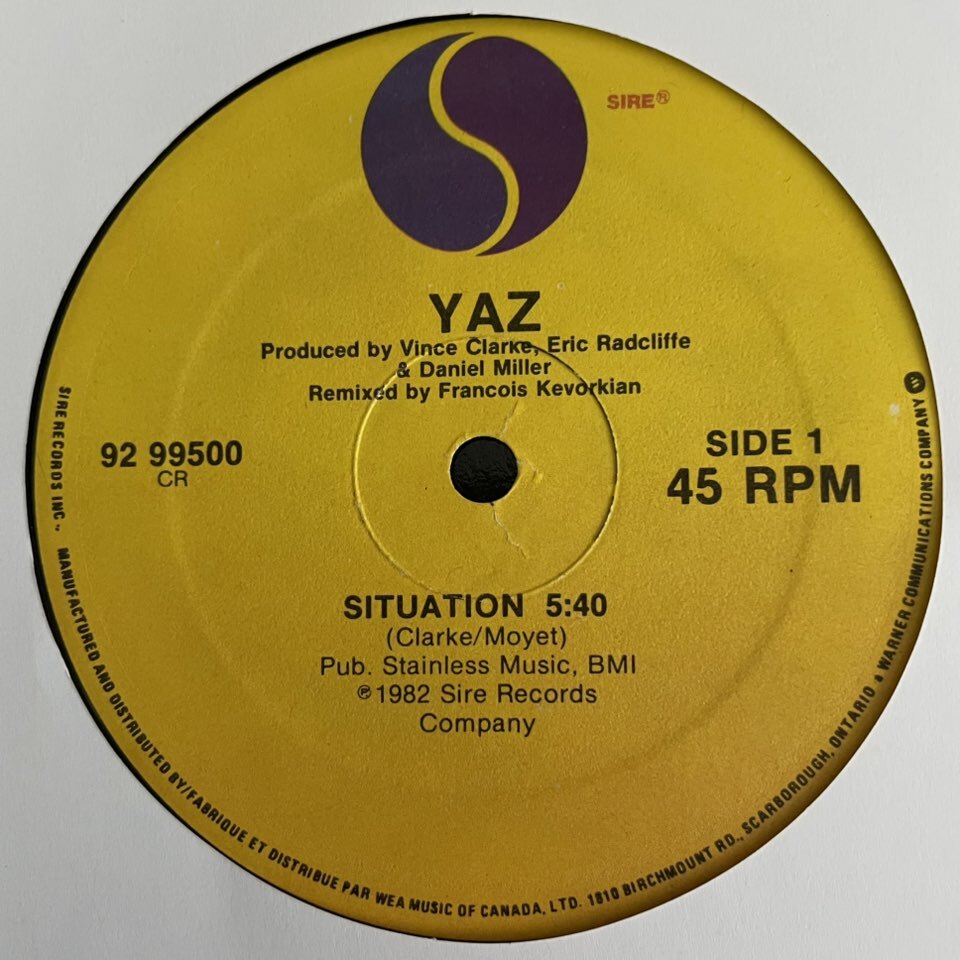 SIRE®
YAZ
Produced by Vince Clarke, Eric Radcliffe
& Daniel Miller
Remixed by Francois Kevorkian
92 99500
CR
SIDE 1
45 RPM
SITUATION 5:40
(Clarke/Moyet)
Pub. Stainless Music, BMI
℗1982 Sire Records
Company
SIRE RECORDS INC., MANUFACTURED AND DISTRIBUTED BY/FABRIQUE ET DISTRIBUE PAR WEA MUSIC OF CANADA, LTD. 1810 BIRCHMOUNT RD., SCARBOROUGH, ONTARIO a WARNER COMMUNICATIONS COMPANY